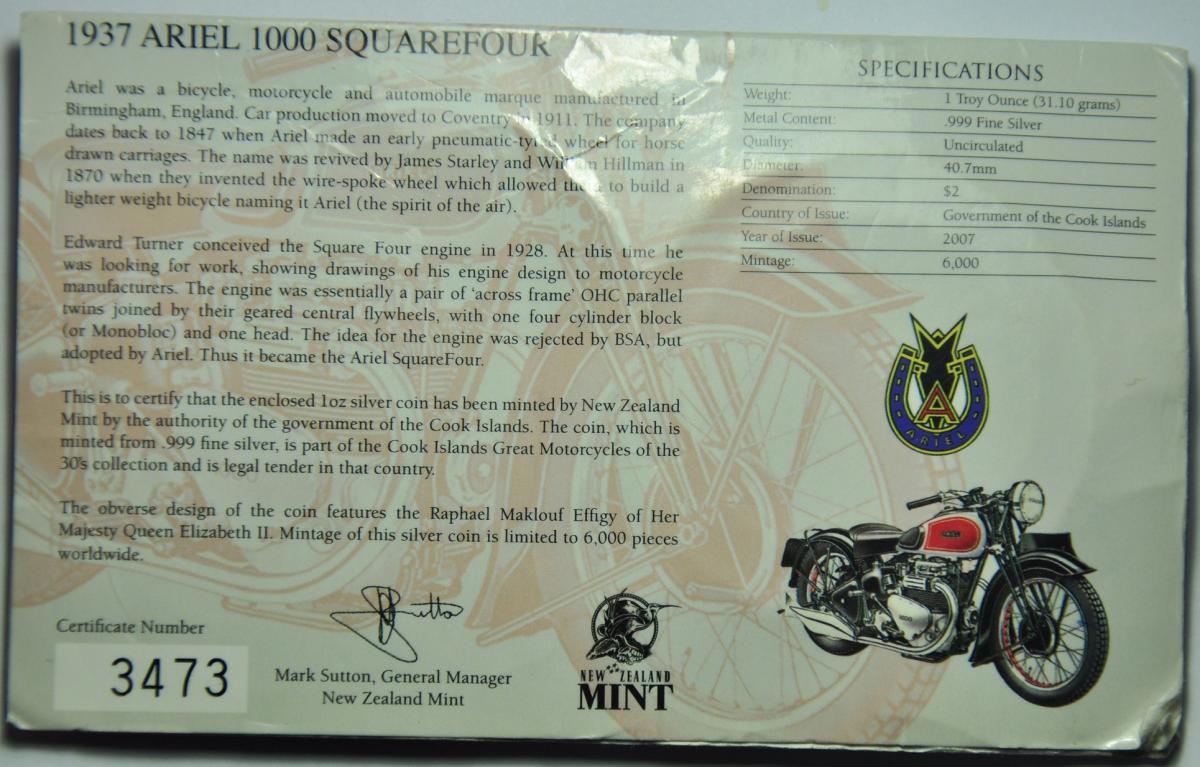 1937 ARIEL 1000 SQUAREFOUR
Ariel was a bicycle, motorcycle and automobile marque manufactured in
Birmingham, England. Car production moved to Coventry in 1911. The company
dates back to 1847 when Ariel made an early pneumatic-tyred wheel for horse
drawn carriages. The name was revived by James Starley and William Hillman in
1870 when they invented the wire-spoke wheel which allowed them to build a
lighter weight bicycle naming it Ariel (the spirit of the air).
Edward Turner conceived the Square Four engine in 1928. At this time he
was looking for work, showing drawings of his engine design to motorcycle
manufacturers. The engine was essentially a pair of 'across frame' OHC parallel
twins joined by their geared central flywheels, with one four cylinder block
(or Monobloc) and one head. The idea for the engine was rejected by BSA, but
adopted by Ariel. Thus it became the Ariel SquareFour.
This is to certify that the enclosed 1oz silver coin has been minted by New Zealand
Mint by the authority of the government of the Cook Islands. The coin, which is
minted from .999 fine silver, is part of the Cook Islands Great Motorcycles of the
30's collection and is legal tender in that country.
The obverse design of the coin features the Raphael Maklouf Effigy of Her
Majesty Queen Elizabeth II. Mintage of this silver coin is limited to 6,000 pieces
worldwide.
Certificate Number
3473
Mark Sutton, General Manager
New Zealand Mint
NEW ZEALAND
MINT
SPECIFICATIONS
Weight: 1 Troy Ounce (31.10 grams)
Metal Content: .999 Fine Silver
Quality: Uncirculated
Diameter: 40.7mm
Denomination: $2
Country of Issue: Government of the Cook Islands
Year of Issue: 2007
Mintage: 6,000
A
ARIEL